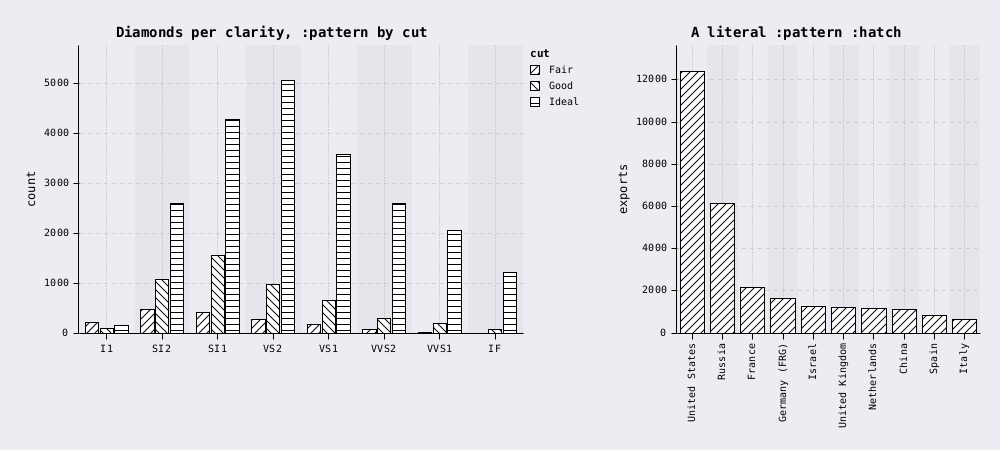 Diamonds per clarity, :pattern by cut
count
5000
4000
3000
2000
1000
0
I1 SI2 SI1 VS2 VS1 VVS2 VVS1 IF
cut
Fair
Good
Ideal
A literal :pattern :hatch
exports
12000
10000
8000
6000
4000
2000
0
United States
Russia
France
Germany (FRG)
Israel
United Kingdom
Netherlands
China
Spain
Italy